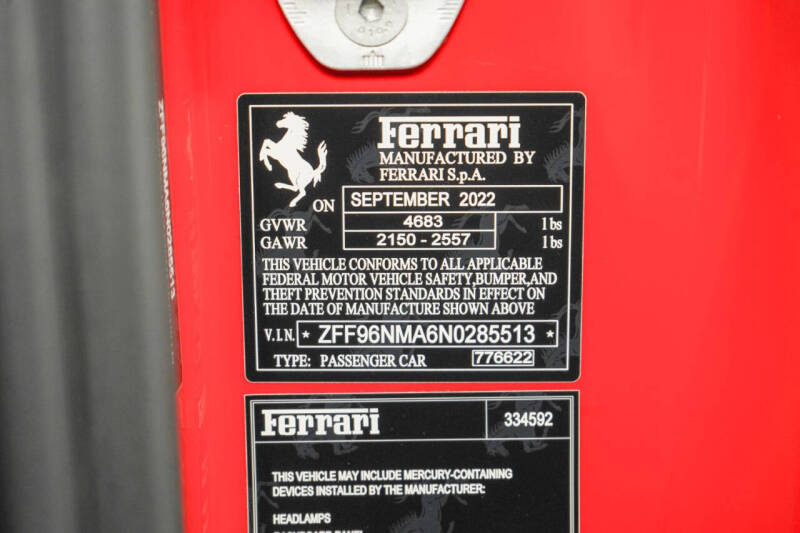 Ferrari
MANUFACTURED BY
FERRARI S.p.A.
ON SEPTEMBER 2022
GVWR 4683 lbs
GAWR 2150 - 2557 lbs
THIS VEHICLE CONFORMS TO ALL APPLICABLE
FEDERAL MOTOR VEHICLE SAFETY,BUMPER,AND
THEFT PREVENTION STANDARDS IN EFFECT ON
THE DATE OF MANUFACTURE SHOWN ABOVE
V.I.N. * ZFF96NMA6N0285513 *
TYPE: PASSENGER CAR 776622
Ferrari 334592
THIS VEHICLE MAY INCLUDE MERCURY-CONTAINING
DEVICES INSTALLED BY THE MANUFACTURER:
HEADLAMPS